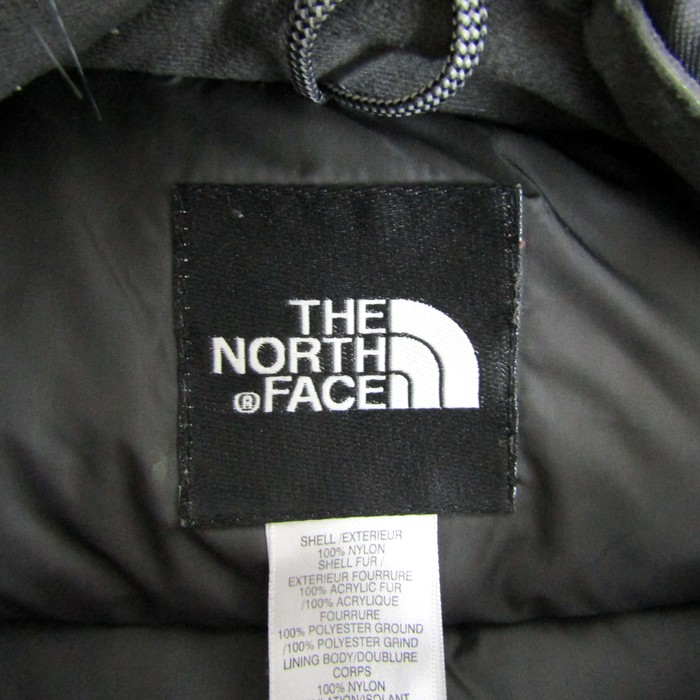 THE
NORTH
®FACE
SHELL /EXTERIEUR
100% NYLON
SHELL FUR /
EXTERIEUR FOURRURE
100% ACRYLIC FUR
/100% ACRYLIQUE
FOURRURE
100% POLYESTER GROUND
/100% POLYESTER GRIND
LINING BODY/DOUBLURE
CORPS
100% NYLON